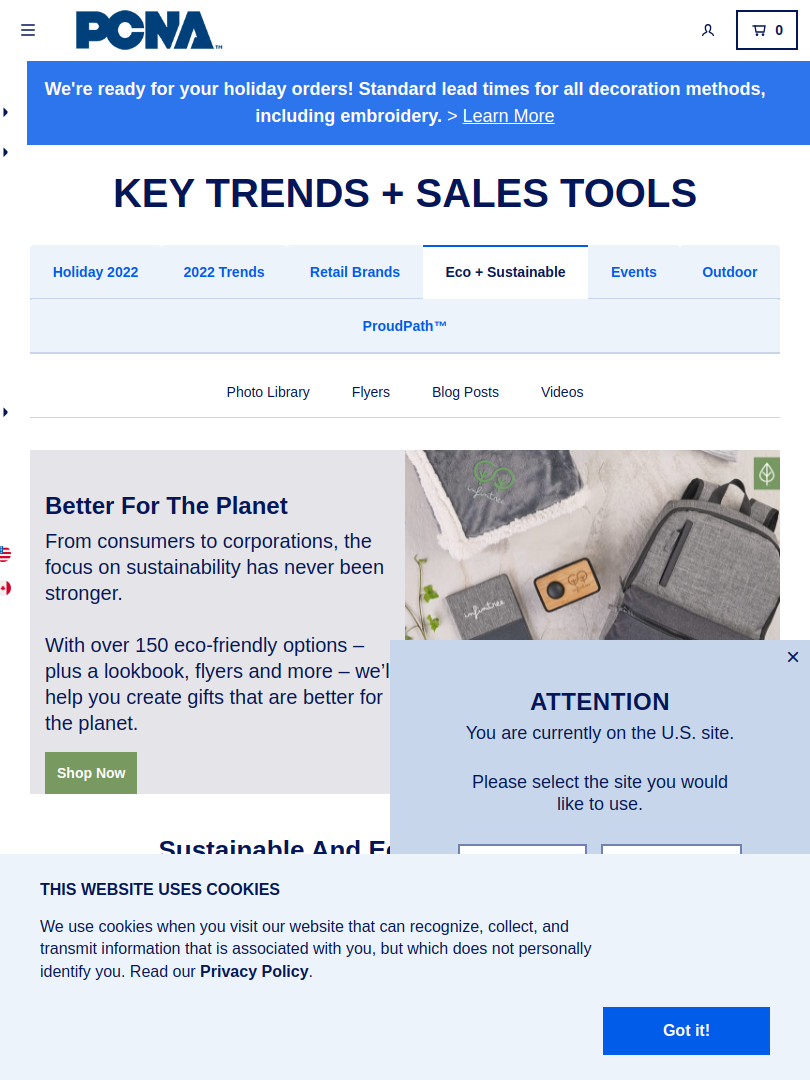 PCNA™
0
We're ready for your holiday orders! Standard lead times for all decoration methods,
including embroidery. > Learn More
KEY TRENDS + SALES TOOLS
Holiday 2022
2022 Trends
Retail Brands
Eco + Sustainable
Events
Outdoor
ProudPath™
Photo Library
Flyers
Blog Posts
Videos
Better For The Planet
From consumers to corporations, the
focus on sustainability has never been
stronger.
With over 150 eco-friendly options –
plus a lookbook, flyers and more – we'l
help you create gifts that are better for
the planet.
Shop Now
infinitree
infinitree
ATTENTION
You are currently on the U.S. site.
Please select the site you would
like to use.
Sustainable And
THIS WEBSITE USES COOKIES
We use cookies when you visit our website that can recognize, collect, and
transmit information that is associated with you, but which does not personally
identify you. Read our Privacy Policy.
Got it!